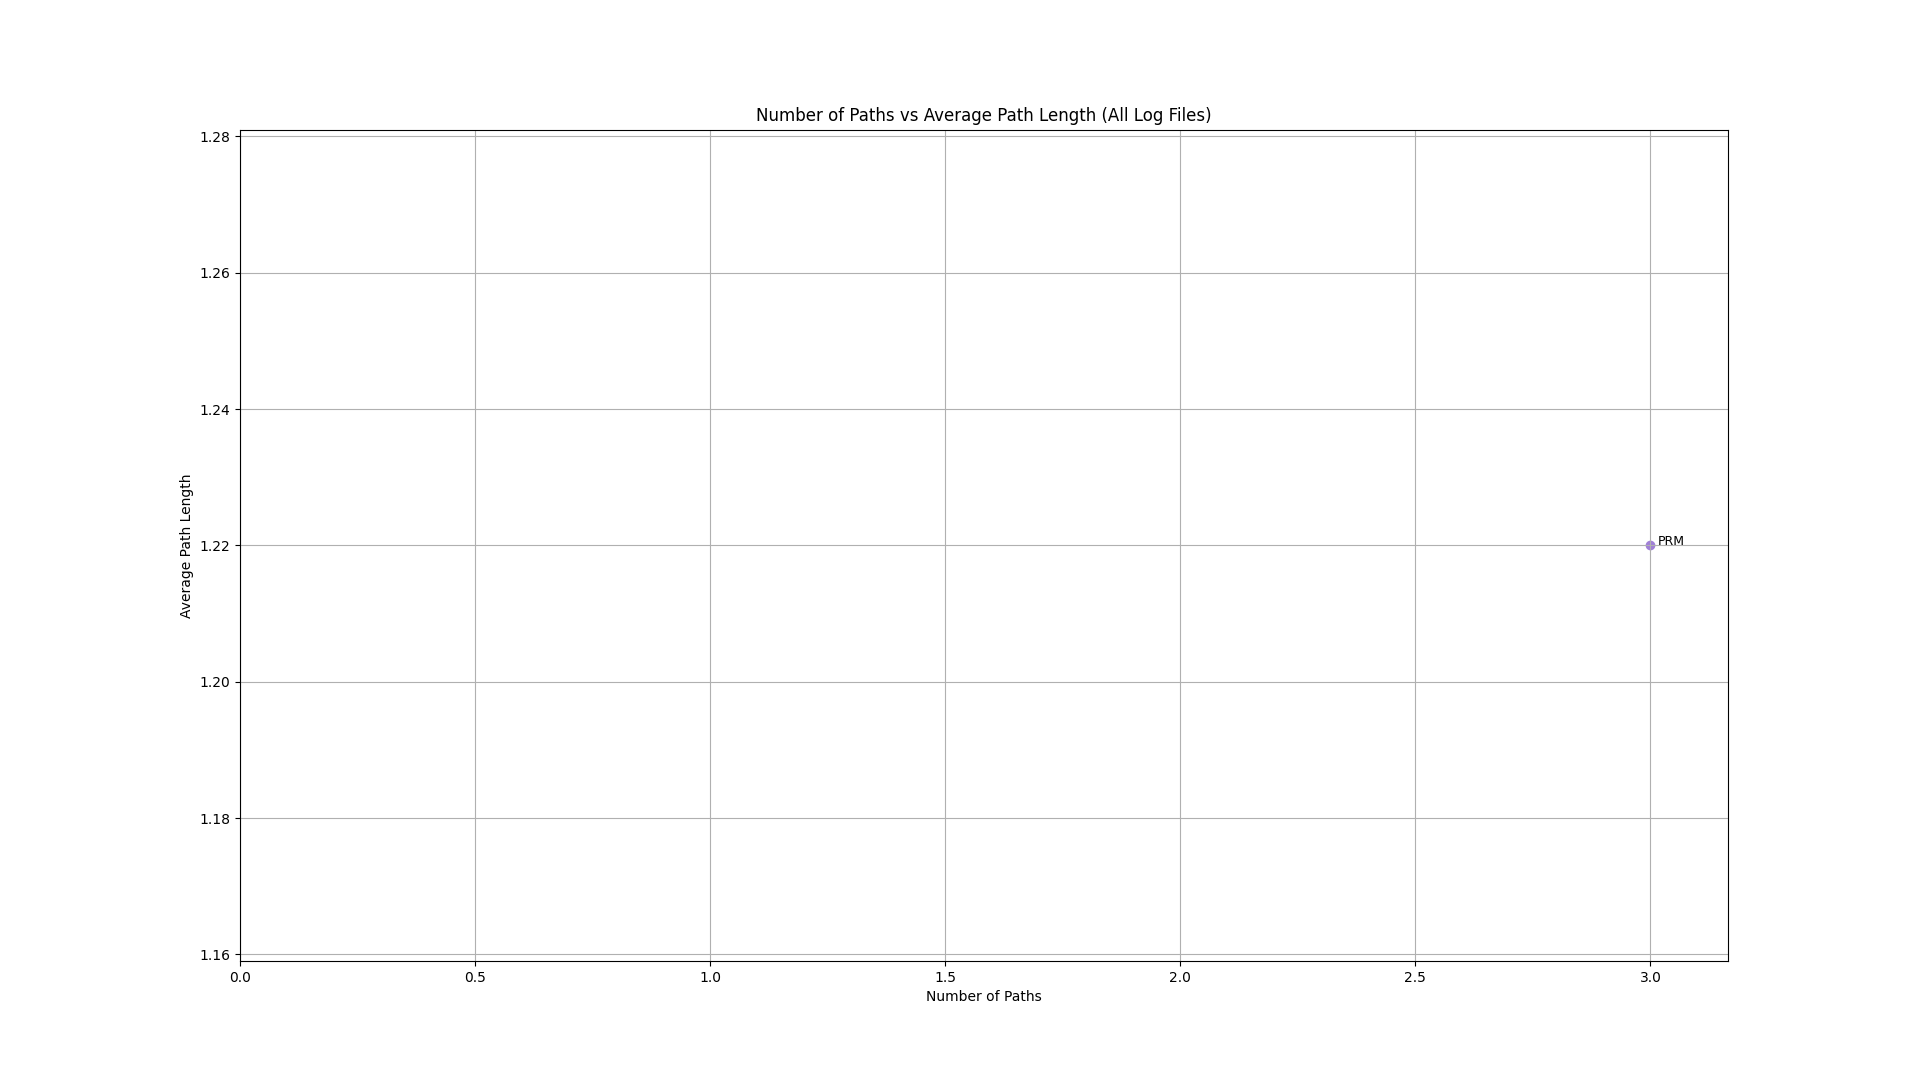 Number of Paths vs Average Path Length (All Log Files)
1.28
1.26
1.24
1.22
1.20
1.18
1.16
Average Path Length
PRM
0.0 0.5 1.0 1.5 2.0 2.5 3.0
Number of Paths